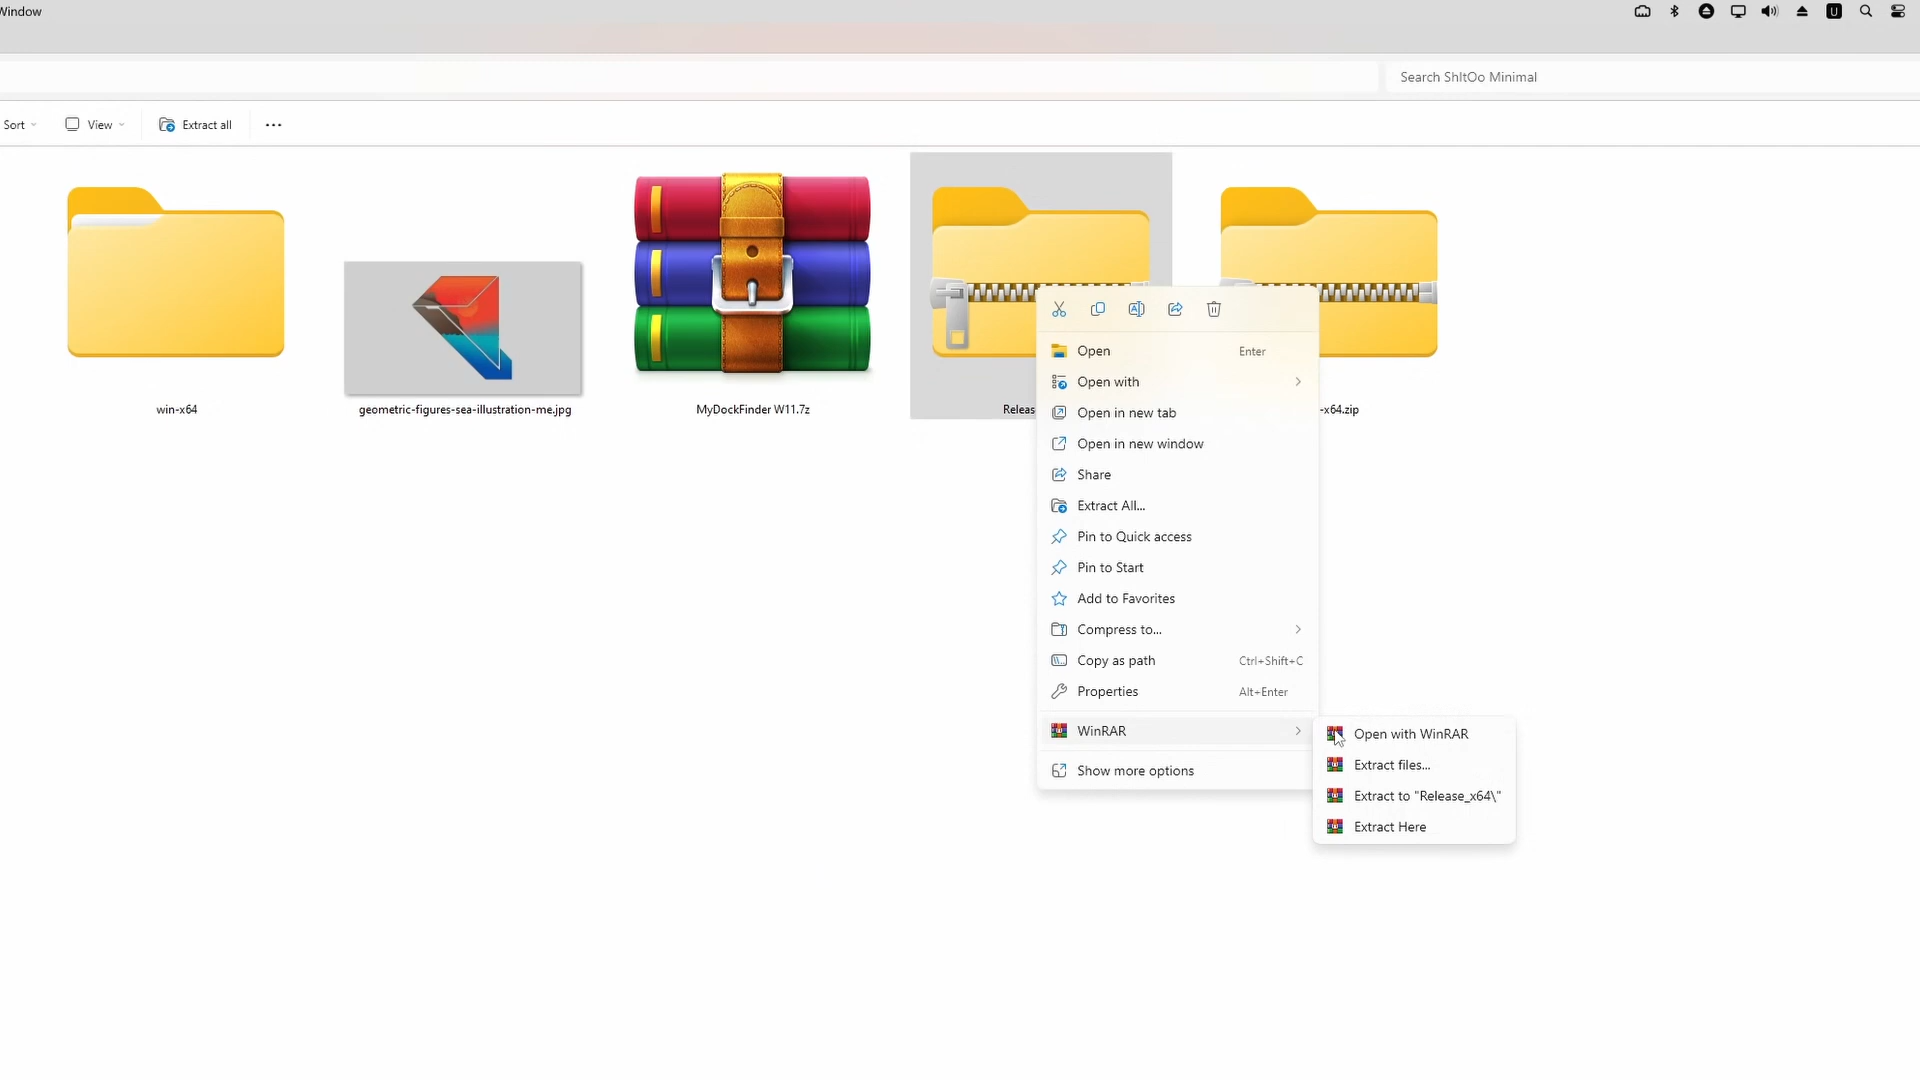 Window
Search ShItOo Minimal
Sort
View
Extract all
win-x64
geometric-figures-sea-illustration-me.jpg
MyDockFinder W11.7z
Releas
-x64.zip
Open Enter
Open with
Open in new tab
Open in new window
Share
Extract All...
Pin to Quick access
Pin to Start
Add to Favorites
Compress to...
Copy as path Ctrl+Shift+C
Properties Alt+Enter
WinRAR
Show more options
Open with WinRAR
Extract files...
Extract to "Release_x64\"
Extract Here